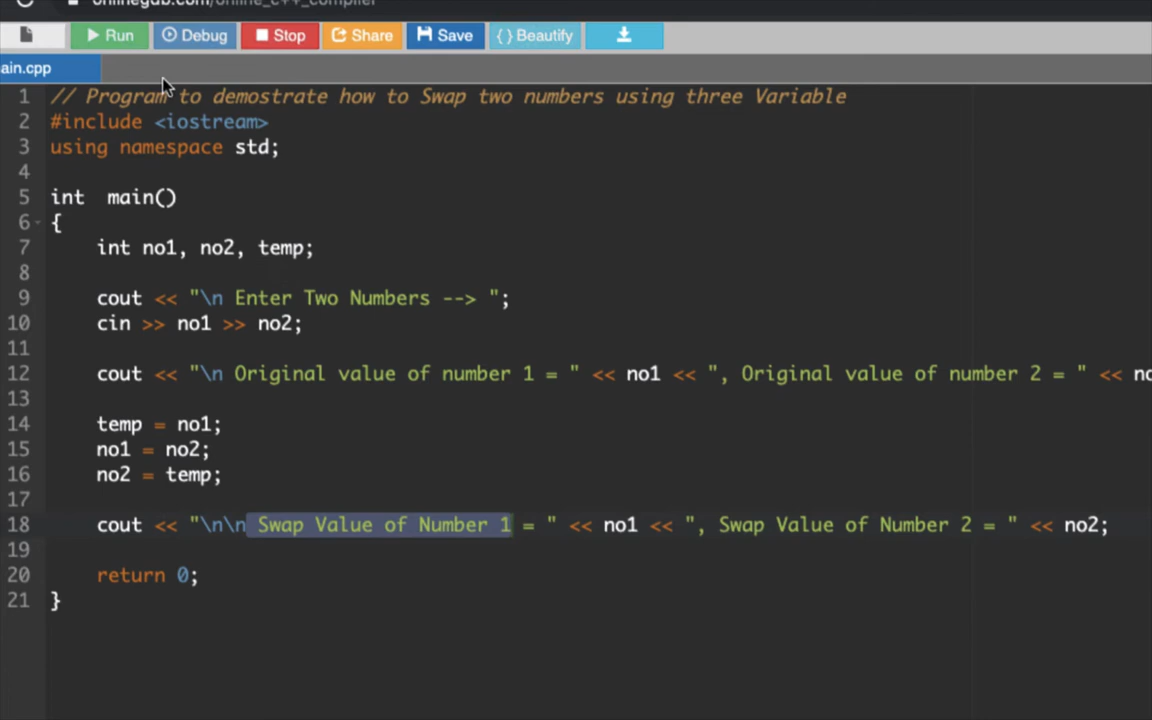 onlinegdb.com/online_c++_compiler
Run Debug Stop Share Save { } Beautify
ain.cpp
1 // Program to demostrate how to Swap two numbers using three Variable
2 #include <iostream>
3 using namespace std;
4
5 int  main()
6 {
7 int no1, no2, temp;
8
9 cout << "\n Enter Two Numbers --> ";
10 cin >> no1 >> no2;
11
12 cout << "\n Original value of number 1 = " << no1 << ", Original value of number 2 = " << no
13
14 temp = no1;
15 no1 = no2;
16 no2 = temp;
17
18 cout << "\n\n Swap Value of Number 1 = " << no1 << ", Swap Value of Number 2 = " << no2;
19
20 return 0;
21 }